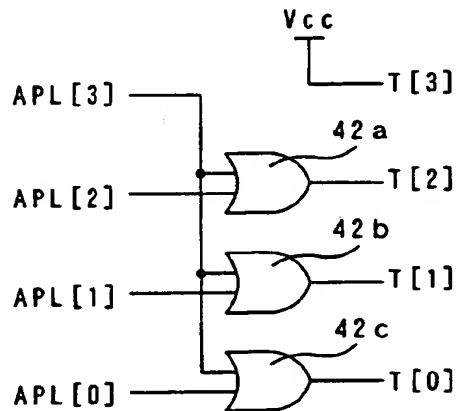 Vcc
APL[3]
T[3]
42a
APL[2]
T[2]
42b
APL[1]
T[1]
42c
APL[0]
T[0]